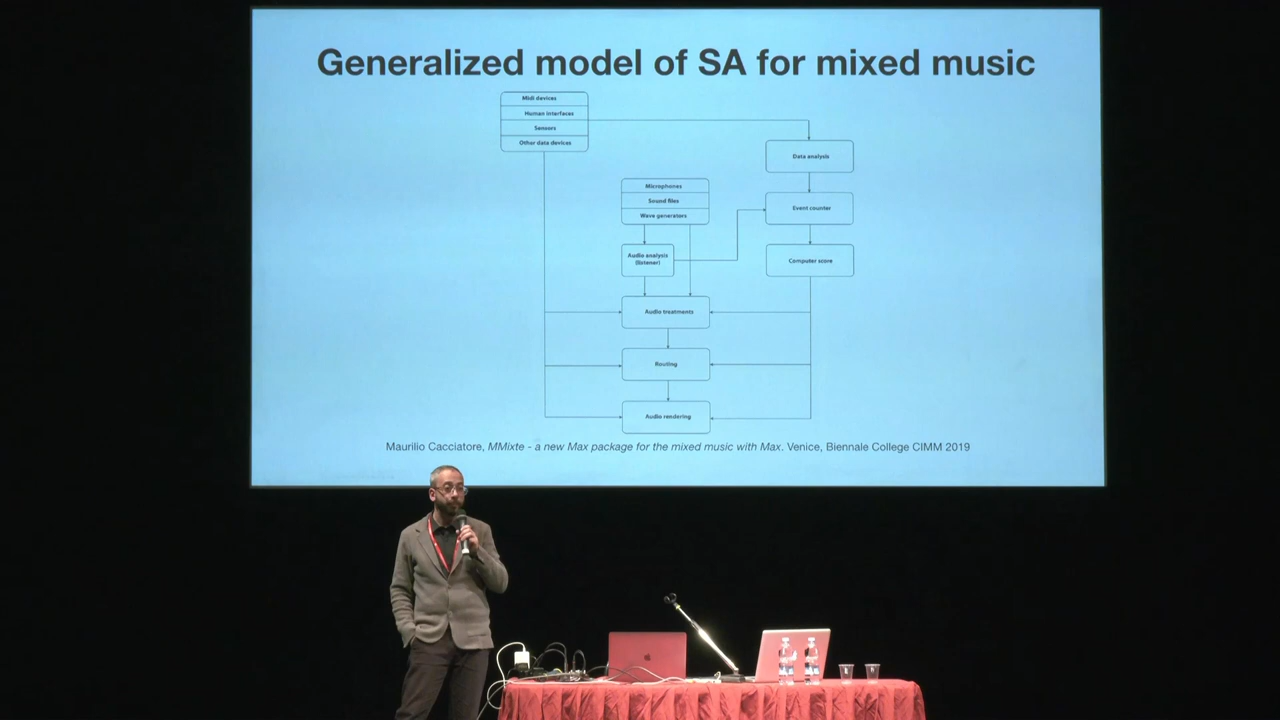 Generalized model of SA for mixed music
Midi devices
Human interfaces
Sensors
Other data devices
Data analysis
Microphones
Sound files
Wave generators
Event counter
Audio analysis
(listener)
Computer score
Audio treatments
Routing
Audio rendering
Maurilio Cacciatore, MMixte - a new Max package for the mixed music with Max. Venice, Biennale College CIMM 2019